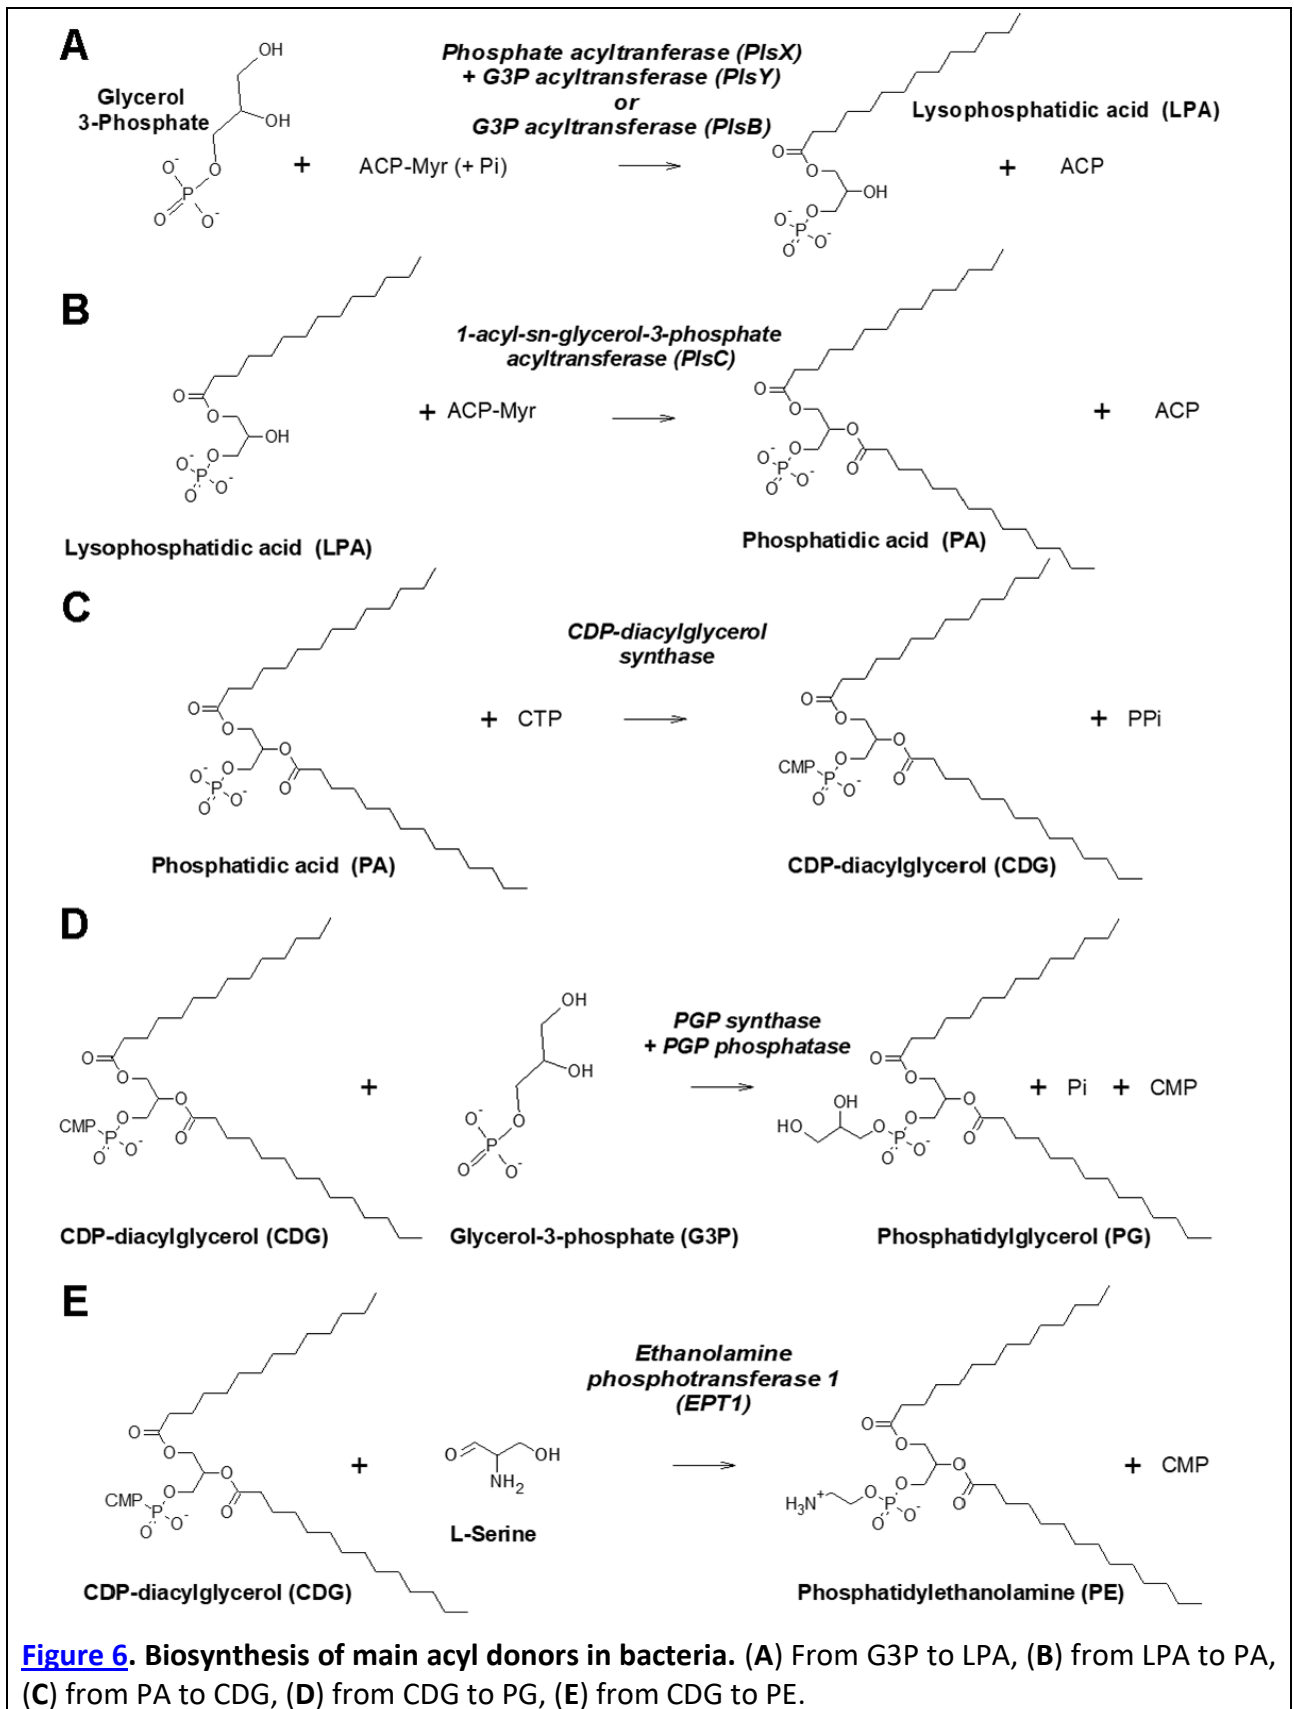 A
Phosphate acyltranferase (PlsX)
+ G3P acyltransferase (PlsY)
or
G3P acyltransferase (PlsB)
Glycerol
3-Phosphate
OH
OH
O
O-
P
O
O-
+
ACP-Myr (+ Pi)
Lysophosphatidic acid (LPA)
O
O
OH
O
O-
P
O
O-
+
ACP
B
1-acyl-sn-glycerol-3-phosphate
acyltransferase (PlsC)
O
O
OH
O
O-
P
O
O-
+ ACP-Myr
O
O
O
O
O
O-
P
O
O-
+
ACP
Lysophosphatidic acid (LPA)
Phosphatidic acid (PA)
C
CDP-diacylglycerol
synthase
O
O
O
O
O
O-
P
O
O-
+ CTP
O
O
O
O
O
CMP
P
O
O-
+ PPi
Phosphatidic acid (PA)
CDP-diacylglycerol (CDG)
D
PGP synthase
+ PGP phosphatase
O
O
O
O
O
CMP
P
O
O-
+
OH
OH
O
O-
P
O
O-
O
O
O
O
O
OH
HO
O
P
O
O-
+ Pi + CMP
CDP-diacylglycerol (CDG)
Glycerol-3-phosphate (G3P)
Phosphatidylglycerol (PG)
E
Ethanolamine
phosphotransferase 1
(EPT1)
O
O
O
O
O
CMP
P
O
O-
+
O
OH
NH2
L-Serine
O
O
O
O
O
H3N+
O
P
O
O-
+ CMP
CDP-diacylglycerol (CDG)
Phosphatidylethanolamine (PE)
Figure 6. Biosynthesis of main acyl donors in bacteria. (A) From G3P to LPA, (B) from LPA to PA,
(C) from PA to CDG, (D) from CDG to PG, (E) from CDG to PE.